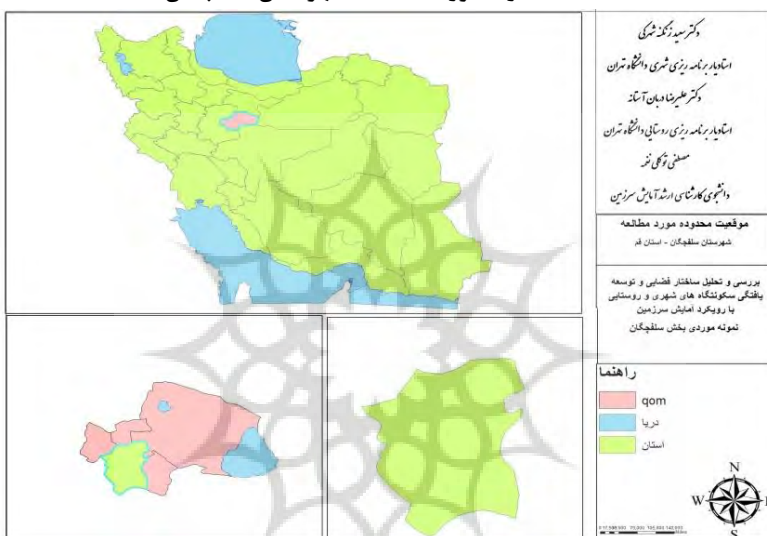 دکتر سعید زنگنه شهرکی
استادیار برنامه ریزی شهری دانشگاه تهران
دکتر علیرضا دربان آستانه
استادیار برنامه ریزی روستایی دانشگاه تهران
مصطفی توکلی نغمه
دانشجوی کارشناسی ارشد آمایش سرزمین
موقعیت محدوده مورد مطالعه
شهرستان سلفچگان - استان قم
بررسی و تحلیل ساختار فضایی و توسعه
یافتگی سکونتگاه های شهری و روستایی
با رویکرد آمایش سرزمین
نمونه موردی بخش سلفچگان
راهنما
qom
دریا
استان
N
W
E
S